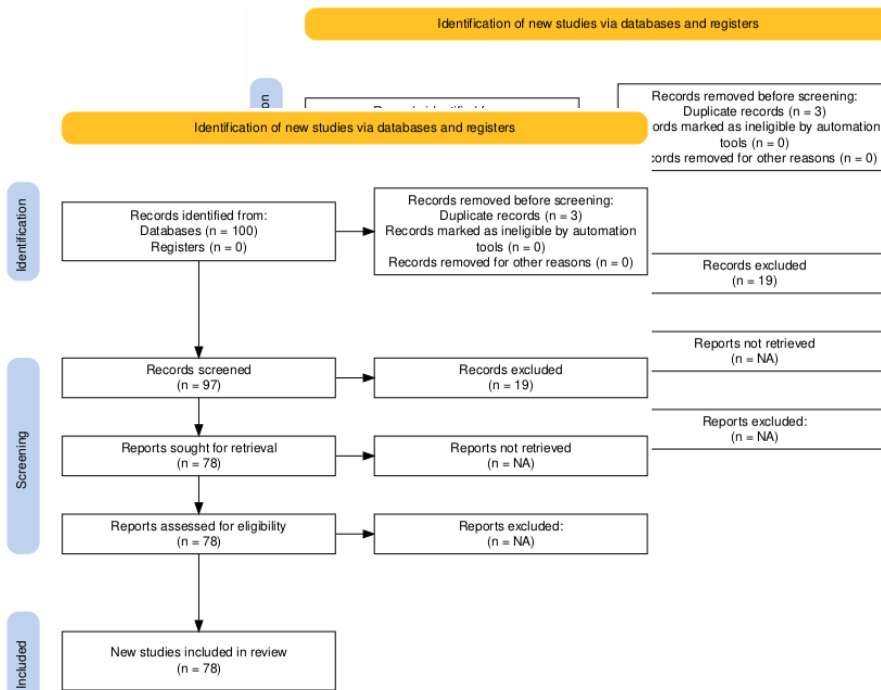 Identification of new studies via databases and registers
Records removed before screening:
Duplicate records (n = 3)
marked as ineligible by automation
tools (n = 0)
removed for other reasons (n = 0)
Identification of new studies via databases and registers
Identification
Records identified from:
Databases (n = 100)
Registers (n = 0)
Records removed before screening:
Duplicate records (n = 3)
Records marked as ineligible by automation
tools (n = 0)
Records removed for other reasons (n = 0)
Records excluded
(n = 19)
Reports not retrieved
(n = NA)
Reports excluded:
(n = NA)
Screening
Records screened
(n = 97)
Records excluded
(n = 19)
Reports sought for retrieval
(n = 78)
Reports not retrieved
(n = NA)
Reports assessed for eligibility
(n = 78)
Reports excluded:
(n = NA)
Included
New studies included in review
(n = 78)